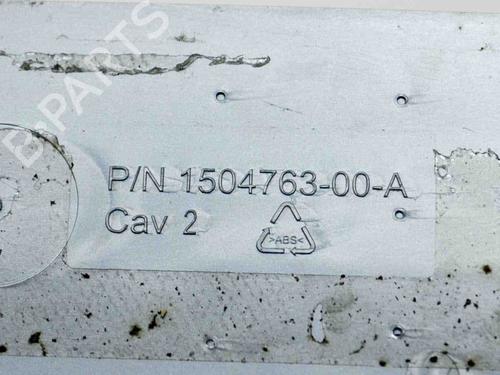 B-PARTS
P/N 1504763-00-A
Cav 2
>ABS<